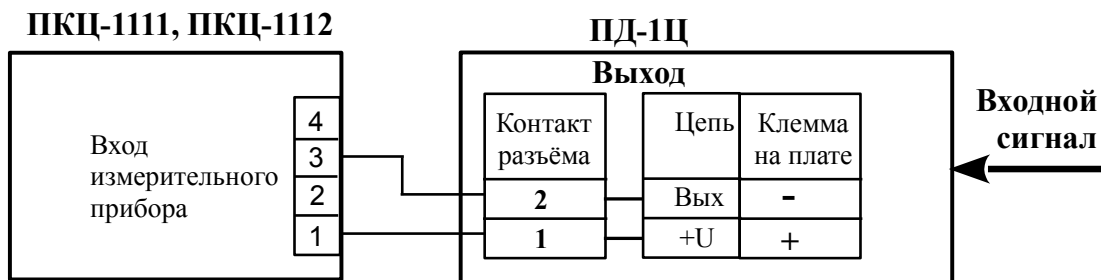 ПКЦ-1111, ПКЦ-1112
ПД-1Ц
Выход
Входной
сигнал
Вход
измерительного
прибора
4
3
2
1
Контакт
разъёма
Цепь
Клемма
на плате
2
Вых
-
1
+U
+